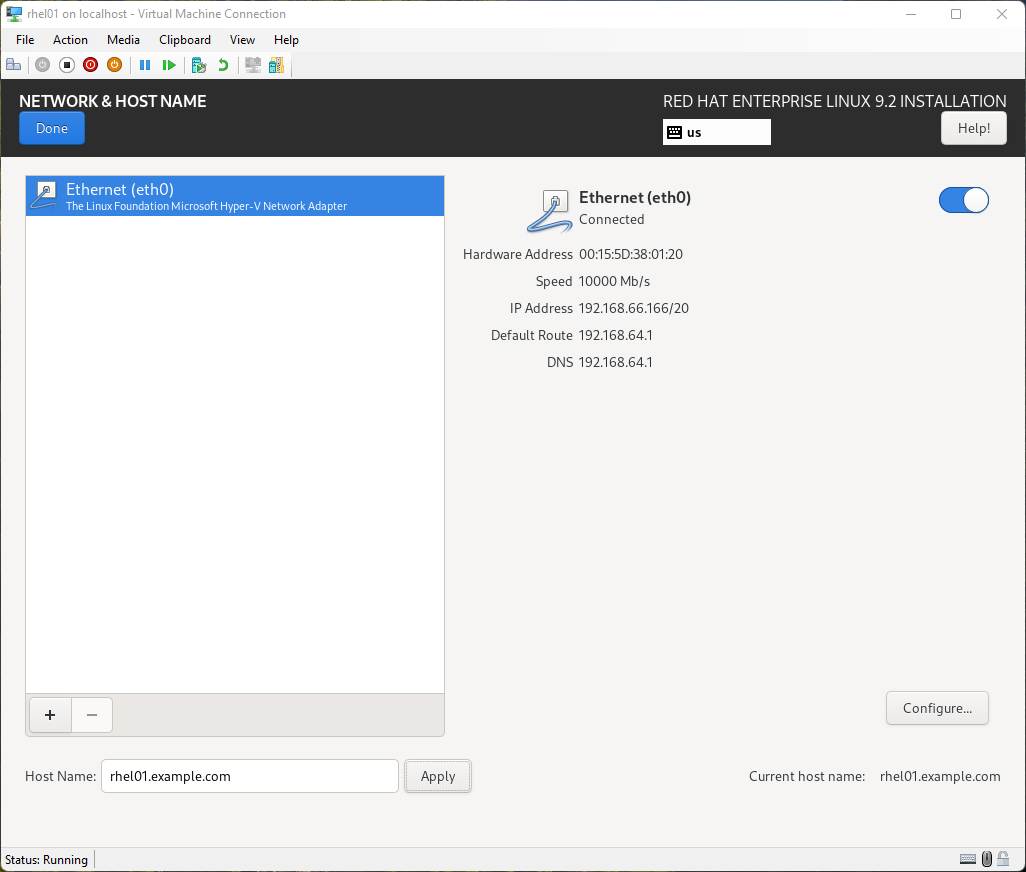 rhel01 on localhost - Virtual Machine Connection
File Action Media Clipboard View Help
NETWORK & HOST NAME
RED HAT ENTERPRISE LINUX 9.2 INSTALLATION
Done
us
Help!
Ethernet (eth0)
The Linux Foundation Microsoft Hyper-V Network Adapter
Ethernet (eth0)
Connected
Hardware Address 00:15:5D:38:01:20
Speed 10000 Mb/s
IP Address 192.168.66.166/20
Default Route 192.168.64.1
DNS 192.168.64.1
+ −
Configure...
Host Name: rhel01.example.com Apply
Current host name: rhel01.example.com
Status: Running